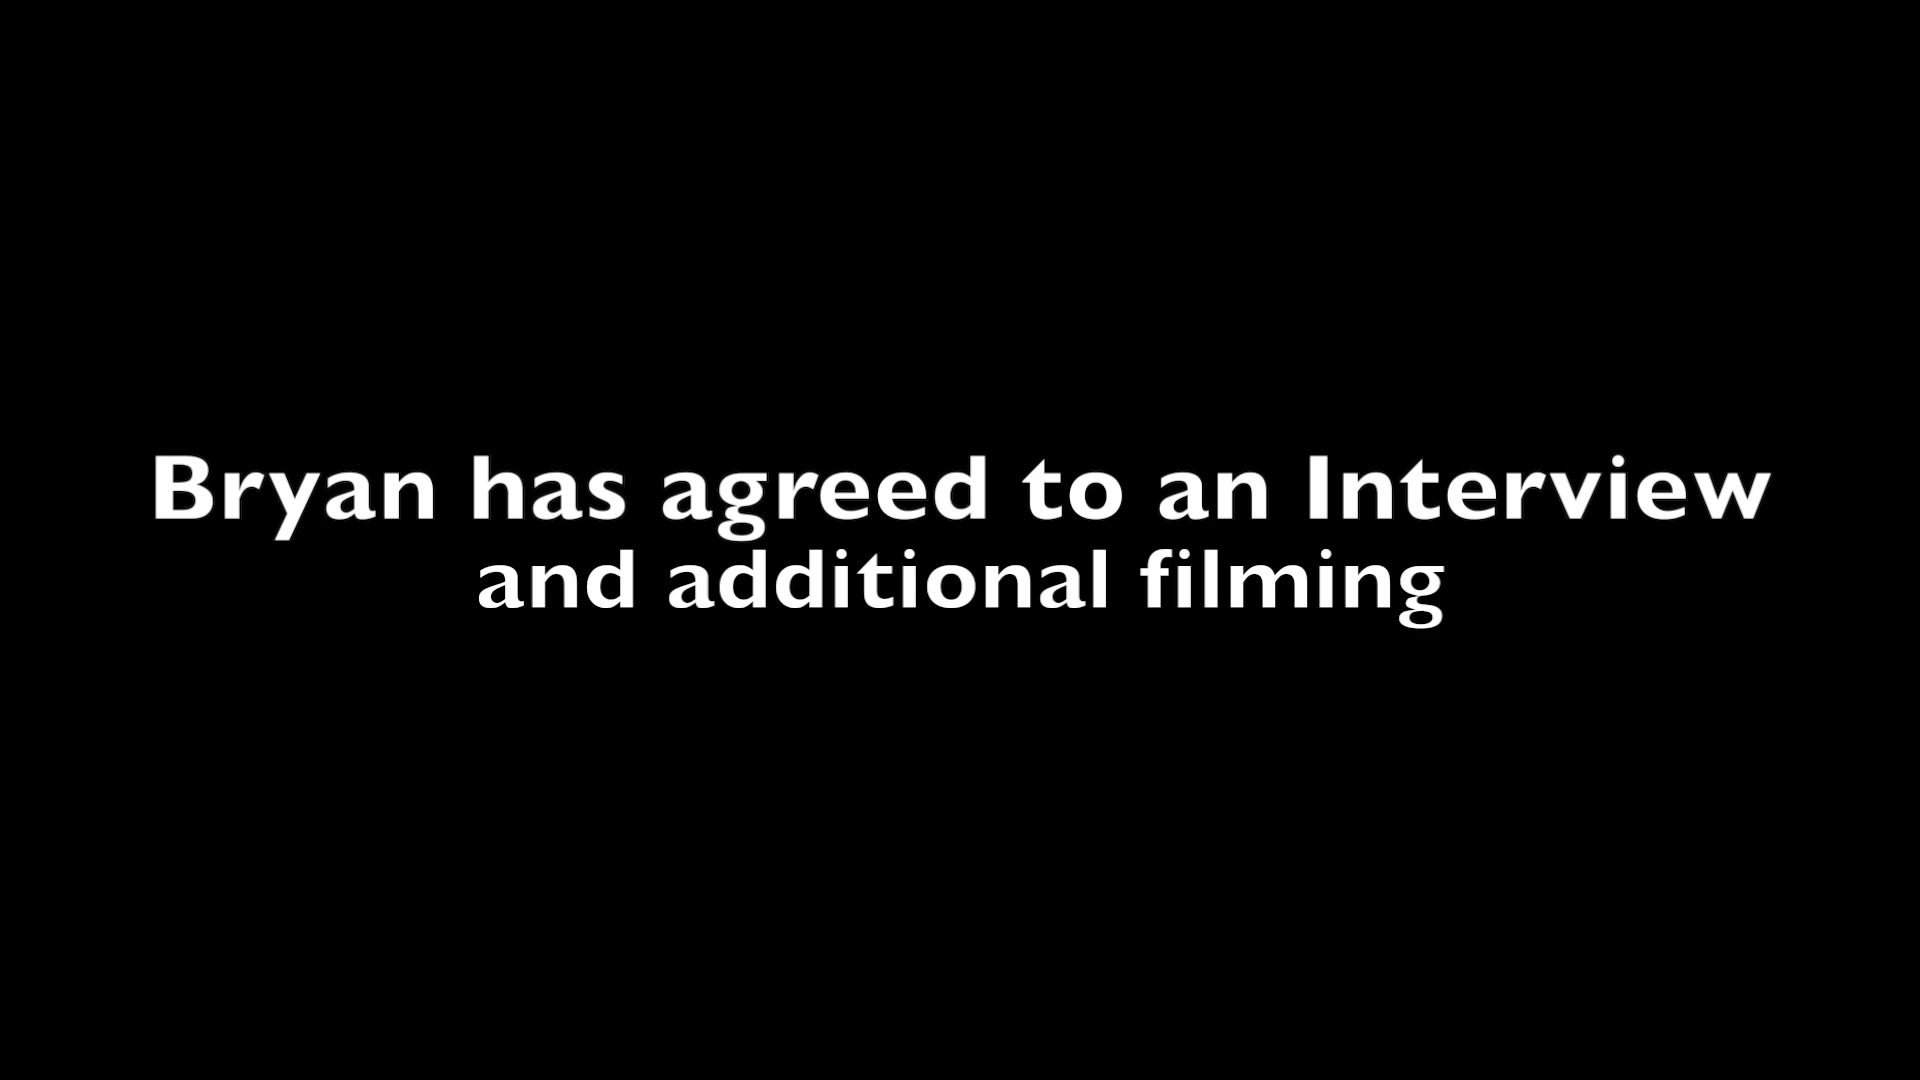 Bryan has agreed to an Interview
and additional filming